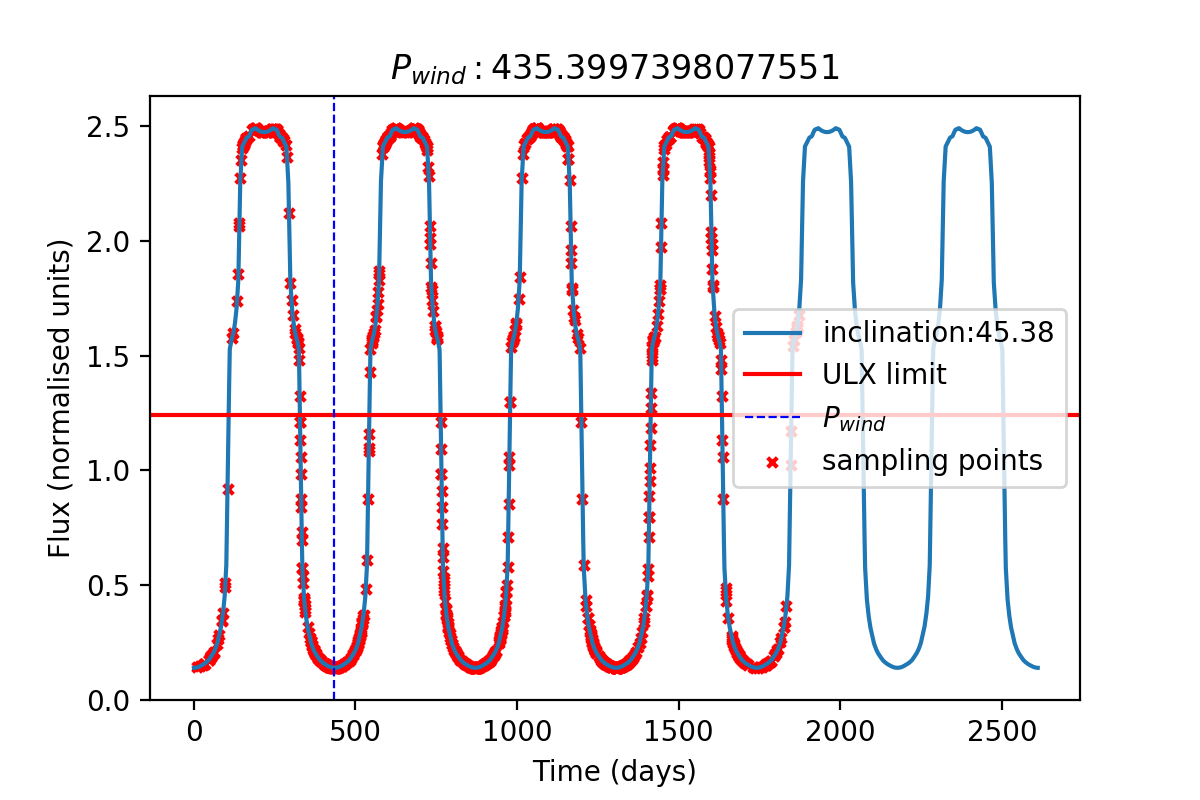 P_wind : 435.3997398077551
2.5
2.0
1.5
1.0
0.5
0.0
Flux (normalised units)
inclination:45.38
ULX limit
P_wind
sampling points
0 500 1000 1500 2000 2500
Time (days)